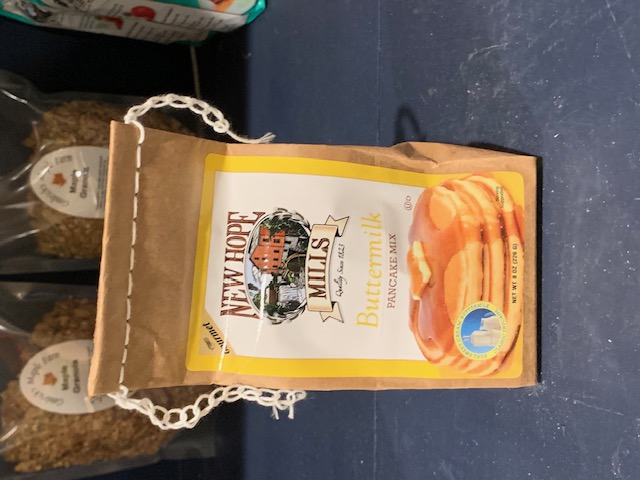 Gourmet
NEW HOPE
MILLS
Quality Since 1823
Buttermilk
PANCAKE MIX
NET WT 8 OZ (226 G)
Maple
Granola
Maple
Granola